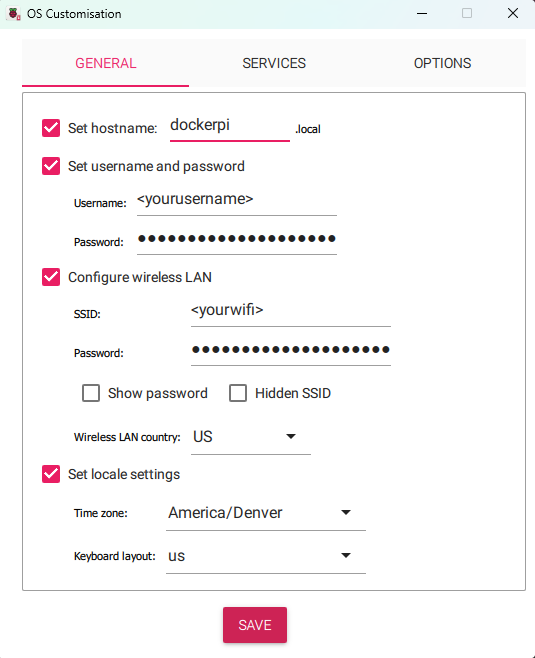 OS Customisation
GENERAL SERVICES OPTIONS
Set hostname: dockerpi .local
Set username and password
Username: <yourusername>
Password: ●●●●●●●●●●●●●●●●●●●●
Configure wireless LAN
SSID: <yourwifi>
Password: ●●●●●●●●●●●●●●●●●●●●
Show password Hidden SSID
Wireless LAN country: US
Set locale settings
Time zone: America/Denver
Keyboard layout: us
SAVE